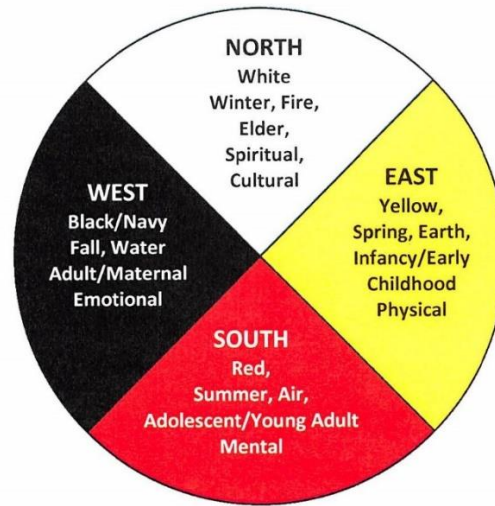 NORTH
White
Winter, Fire,
Elder,
Spiritual,
Cultural
WEST
Black/Navy
Fall, Water
Adult/Maternal
Emotional
EAST
Yellow,
Spring, Earth,
Infancy/Early
Childhood
Physical
SOUTH
Red,
Summer, Air,
Adolescent/Young Adult
Mental